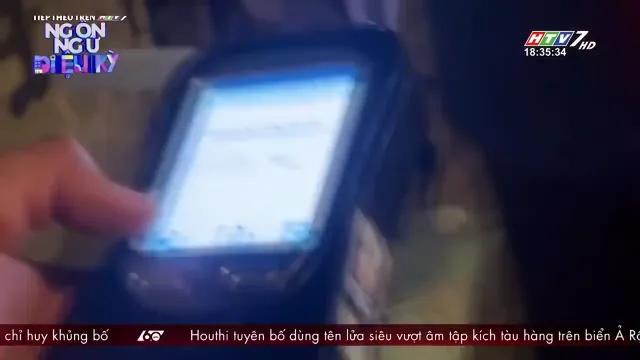 TIẾP THEO TRÊN HTV7
NGÔN
NGỮ
DIỆU KỲ
HTV7 HD
18:35:34
chỉ huy khủng bố
60
Houthi tuyên bố dùng tên lửa siêu vượt âm tập kích tàu hàng trên biển Ả Rậ